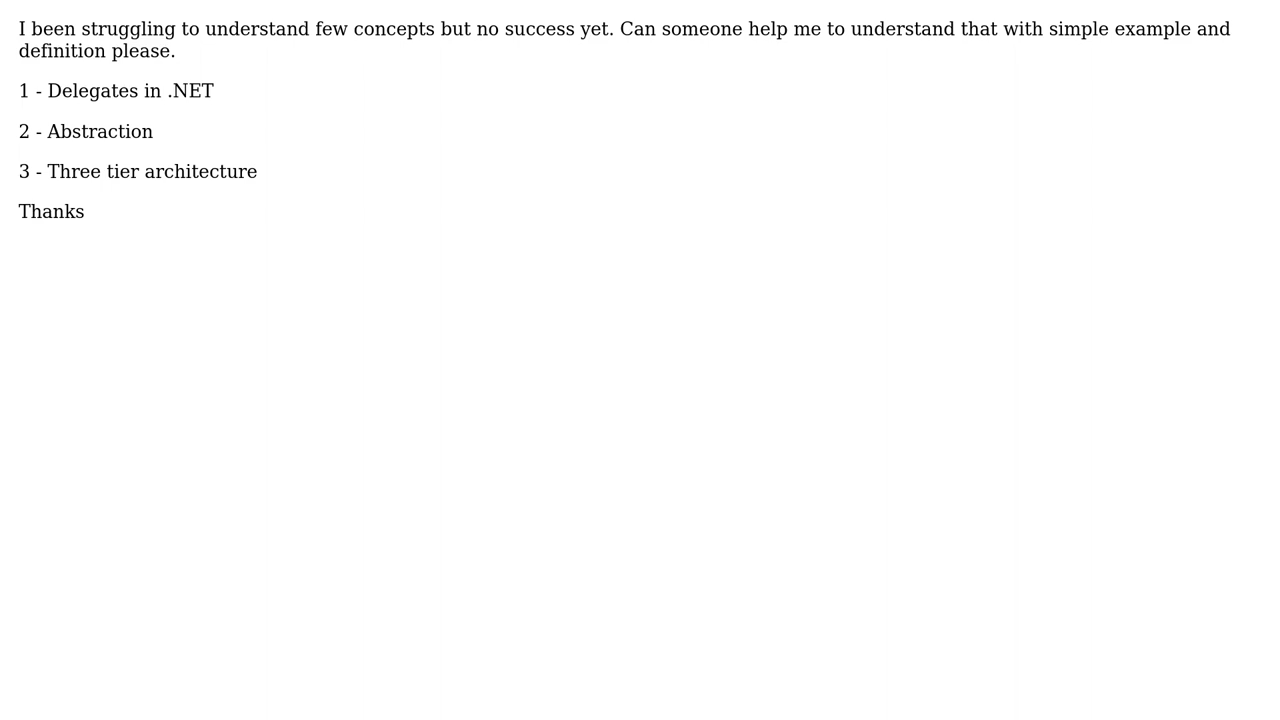 I been struggling to understand few concepts but no success yet. Can someone help me to understand that with simple example and
definition please.
1 - Delegates in .NET
2 - Abstraction
3 - Three tier architecture
Thanks